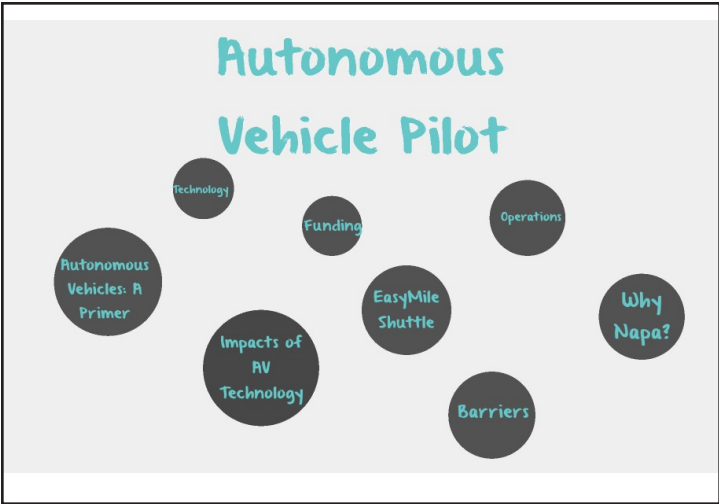 Autonomous
Vehicle Pilot
Technology
Funding
Operations
Autonomous
Vehicles: A
Primer
Impacts of
AV
Technology
EasyMile
Shuttle
Why
Napa?
Barriers